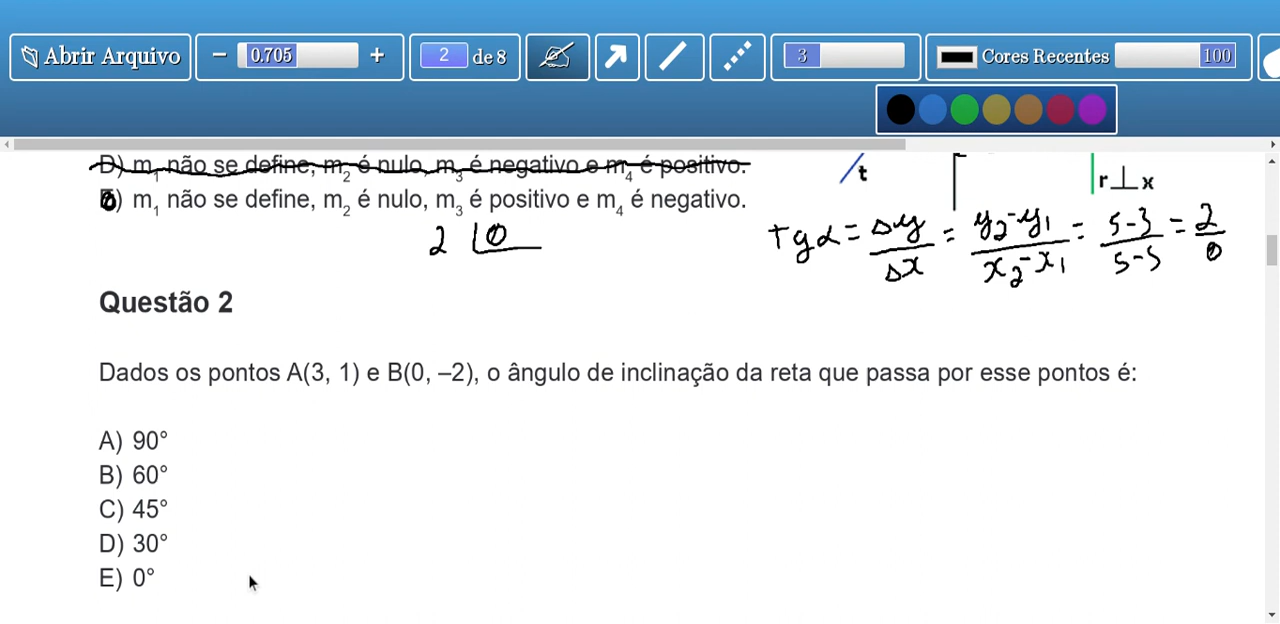 Abrir Arquivo − 0.705 + 2 de 8 3 Cores Recentes 100
D) m₁ não se define, m₂ é nulo, m₃ é negativo e m₄ é positivo.
t
r⊥x
) m₁ não se define, m₂ é nulo, m₃ é positivo e m₄ é negativo.
2 0
tgα = Δy/Δx = y₂-y₁/x₂-x₁ = 5-3/5-5 = 2/0
Questão 2
Dados os pontos A(3, 1) e B(0, –2), o ângulo de inclinação da reta que passa por esse pontos é:
A) 90°
B) 60°
C) 45°
D) 30°
E) 0°